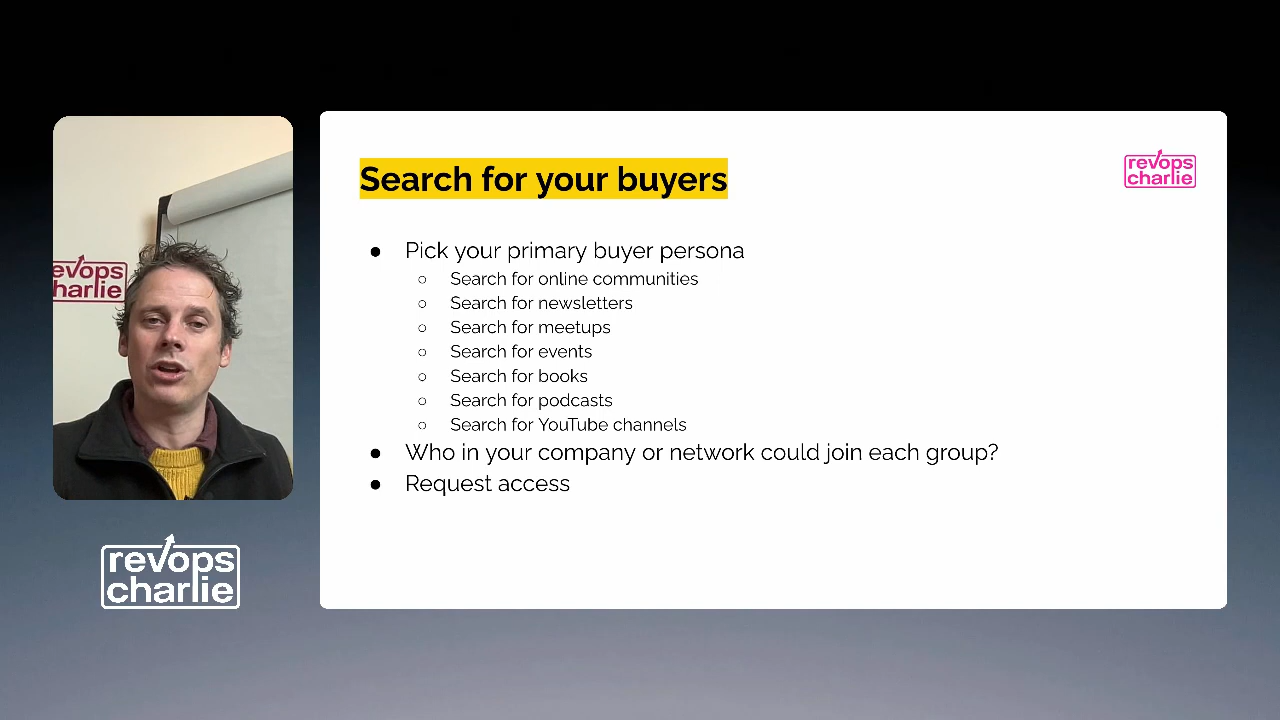 Search for your buyers
revops
charlie
● Pick your primary buyer persona
○ Search for online communities
○ Search for newsletters
○ Search for meetups
○ Search for events
○ Search for books
○ Search for podcasts
○ Search for YouTube channels
● Who in your company or network could join each group?
● Request access
evops
harlie
revops
charlie